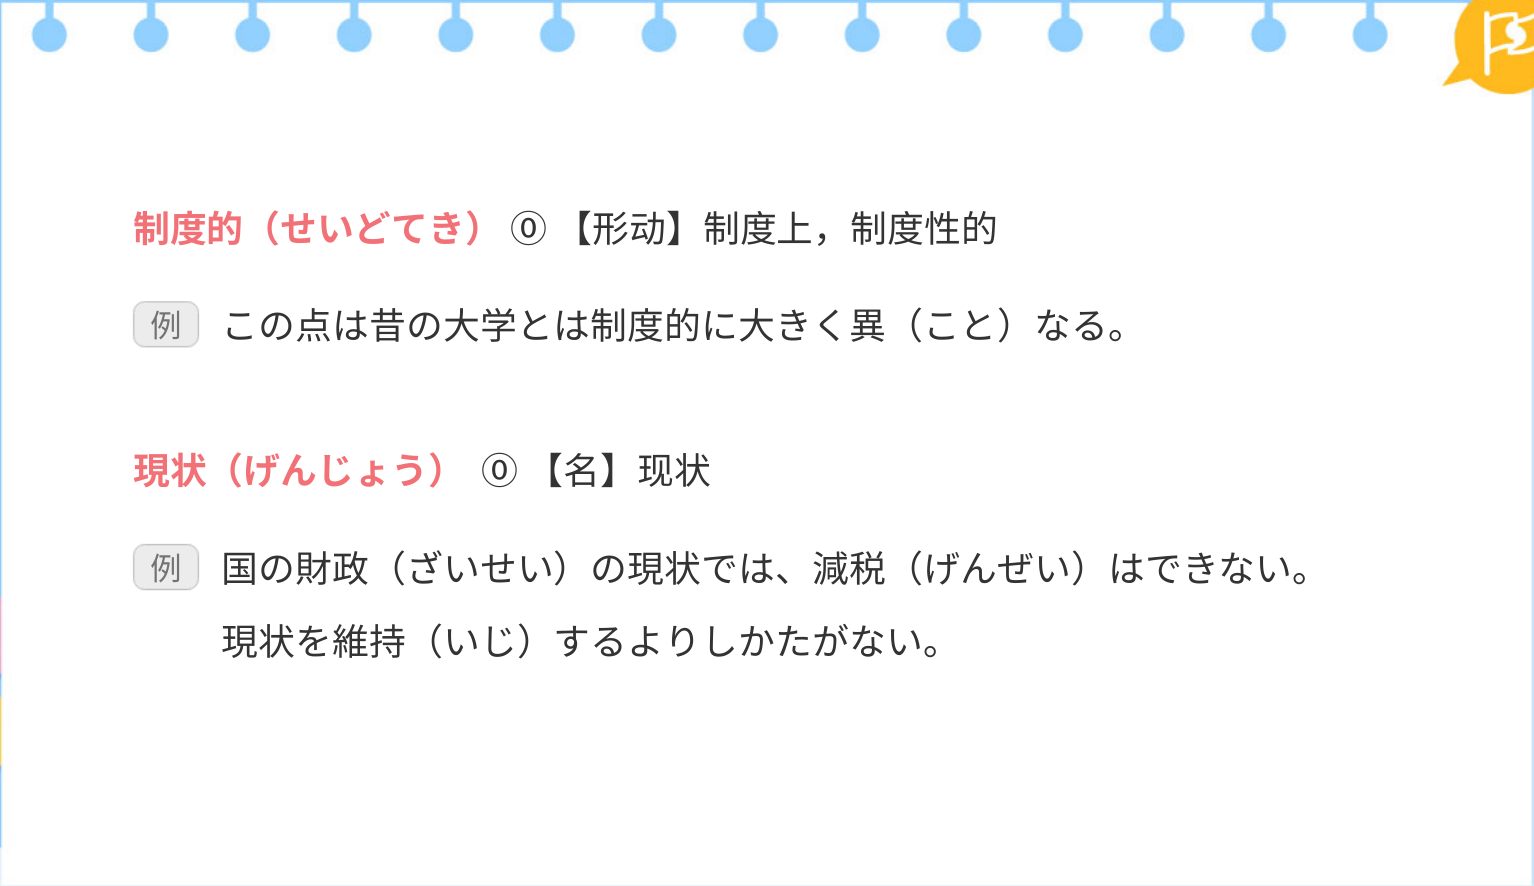 制度的（せいどてき） ⓪ 【形动】制度上，制度性的
例 この点は昔の大学とは制度的に大きく異（こと）なる。
現状（げんじょう） ⓪ 【名】现状
例 国の財政（ざいせい）の現状では、減税（げんぜい）はできない。
現状を維持（いじ）するよりしかたがない。